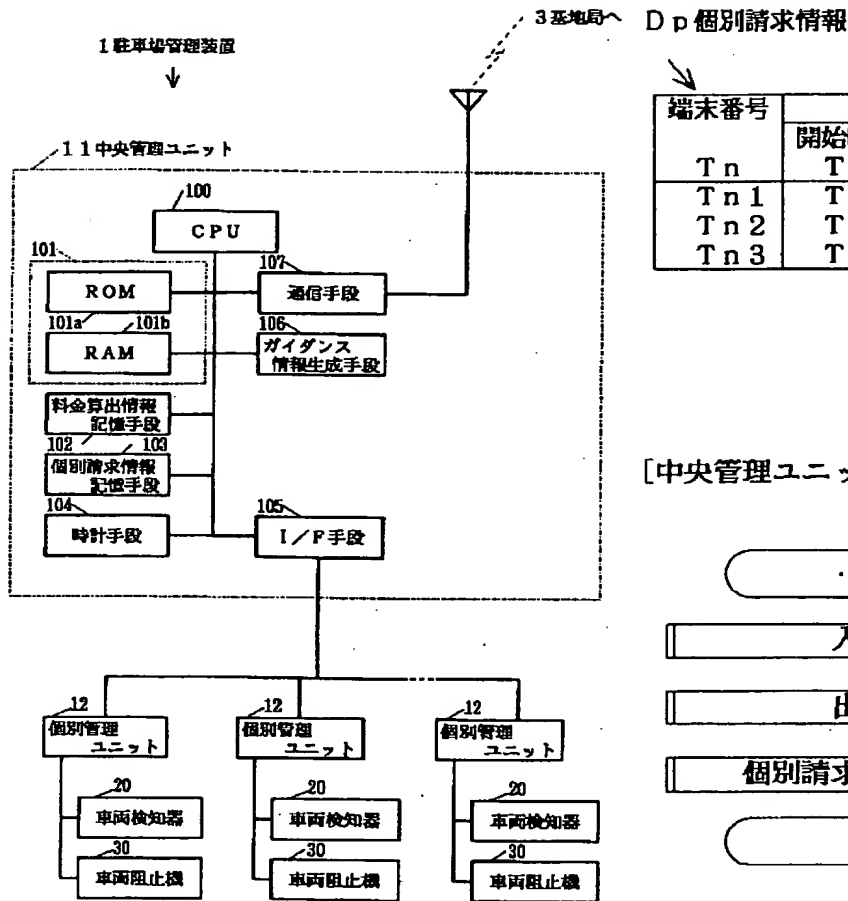 1駐車場管理装置
3基地局へ
11中央管理ユニット
100
CPU
101
ROM
101a
101b
RAM
107
通信手段
106
ガイダンス
情報生成手段
料金算出情報
記憶手段
102
103
個別請求情報
記憶手段
104
時計手段
105
I/F手段
12
個別管理
ユニット
20
車両検知器
30
車両阻止機
12
個別管理
ユニット
20
車両検知器
30
車両阻止機
12
個別管理
ユニット
20
車両検知器
30
車両阻止機
Dp個別請求情報
端末番号
開始
Tn T
Tn1 T
Tn2 T
Tn3 T
[中央管理ユニッ
個別請求